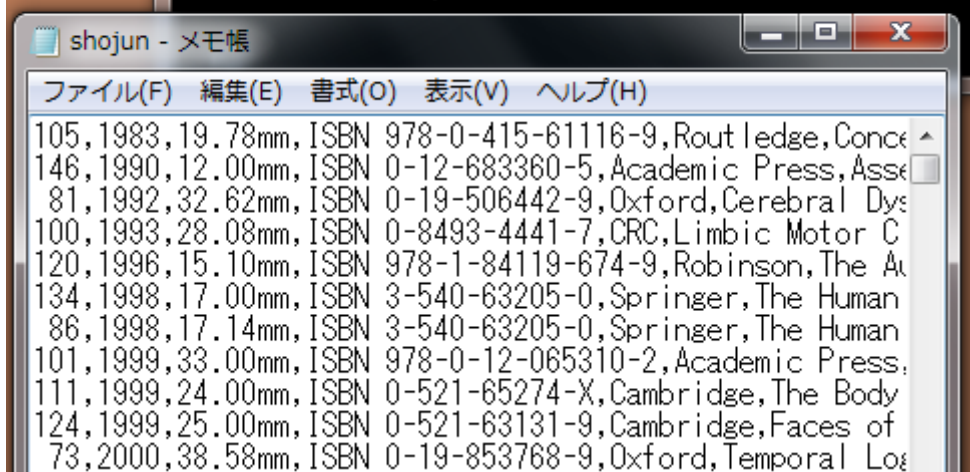 shojun - メモ帳
ファイル(F) 編集(E) 書式(O) 表示(V) ヘルプ(H)
105,1983,19.78mm,ISBN 978-0-415-61116-9,Routledge,
146,1990,12.00mm,ISBN 0-12-683360-5,Academic Press,
81,1992,32.62mm,ISBN 0-19-506442-9,Oxford,Cerebral
100,1993,28.08mm,ISBN 0-8493-4441-7,CRC,Limbic Motor C
120,1996,15.10mm,ISBN 978-1-84119-674-9,Robinson,The
134,1998,17.00mm,ISBN 3-540-63205-0,Springer,The Human
86,1998,17.14mm,ISBN 3-540-63205-0,Springer,The Human
101,1999,33.00mm,ISBN 978-0-12-065310-2,Academic Press,
111,1999,24.00mm,ISBN 0-521-65274-X,Cambridge,The Body
124,1999,25.00mm,ISBN 0-521-63131-9,Cambridge,Faces of
73,2000,38.58mm,ISBN 0-19-853768-9,Oxford,Temporal